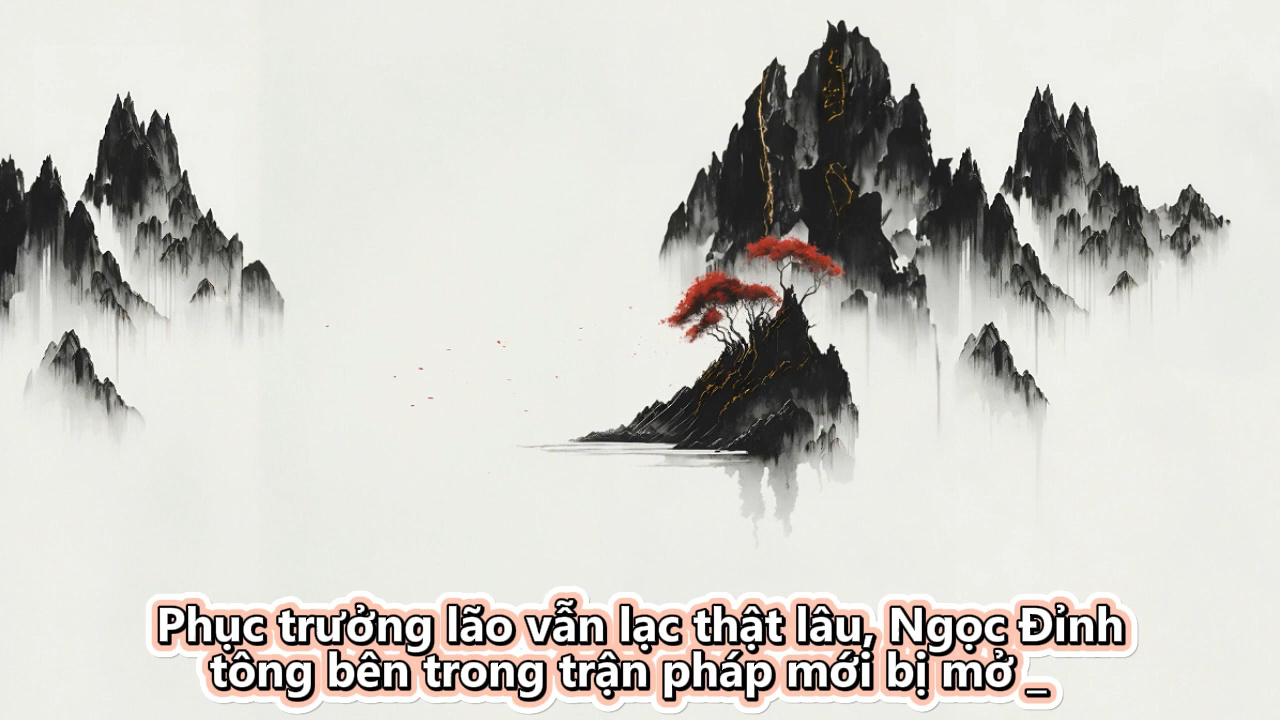 Phục trưởng lão vẫn lạc thật lâu, Ngọc Đỉnh
tông bên trong trận pháp mới bị mở _